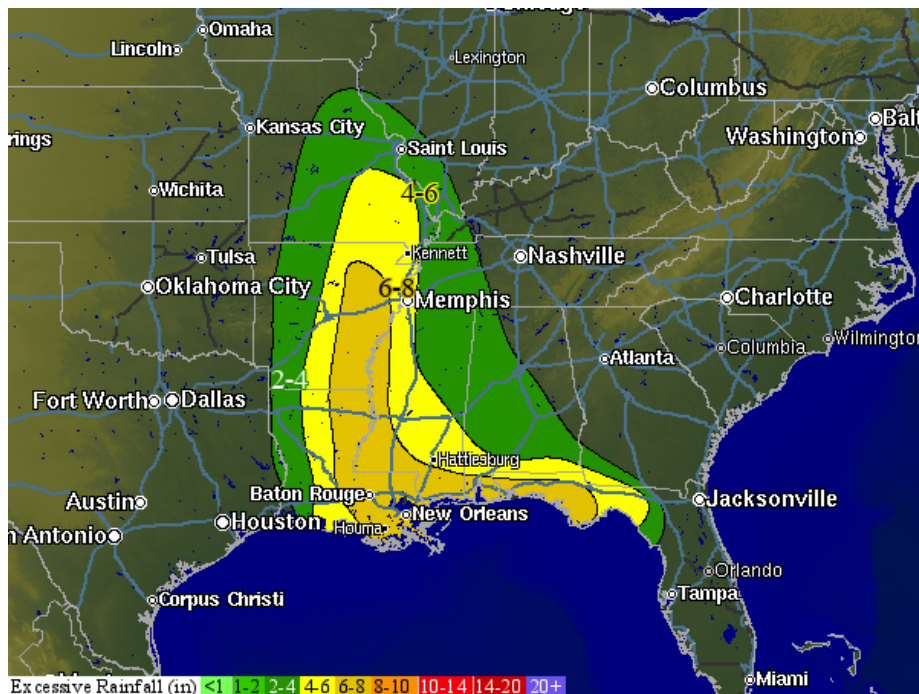 Omaha
Lincoln
Lexington
Columbus
Balt
Kansas City
Washington
rings
Saint Louis
Wichita
4-6
Kennett
Nashville
Tulsa
Oklahoma City
6-8
Memphis
Charlotte
Wilmington
Columbia
Atlanta
2-4
Fort Worth
Dallas
Hattiesburg
Baton Rouge
Austin
Jacksonville
New Orleans
Houston
Houma
n Antonio
Orlando
Tampa
Corpus Christi
Miami
Excessive Rainfall (in) <1 1-2 2-4 4-6 6-8 8-10 10-14 14-20 20+